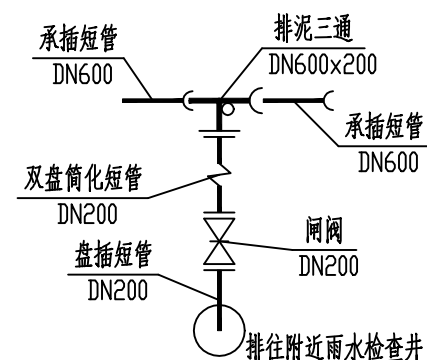 承插短管
DN600
排泥三通
DN600x200
承插短管
DN600
双盘简化短管
DN200
闸阀
DN200
盘插短管
DN200
排往附近雨水检查井